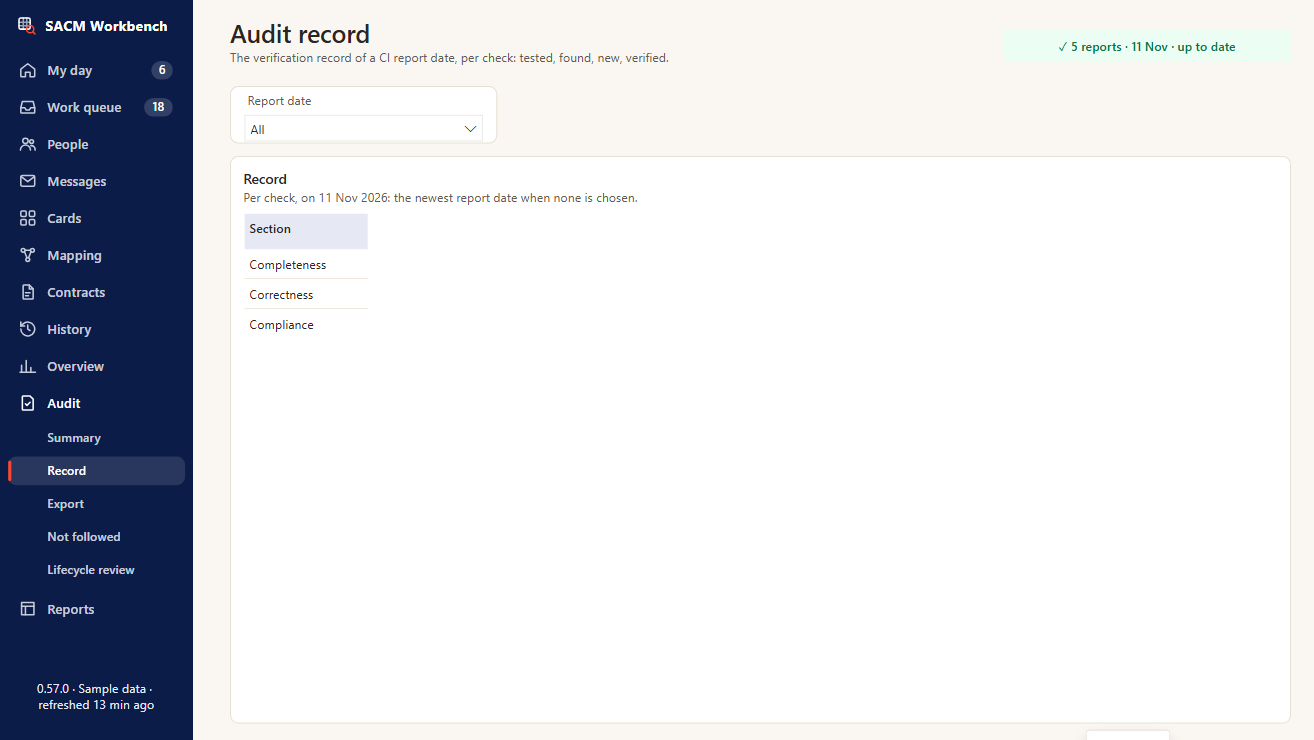 SACM Workbench
My day 6
Work queue 18
People
Messages
Cards
Mapping
Contracts
History
Overview
Audit
Summary
Record
Export
Not followed
Lifecycle review
Reports
0.57.0 · Sample data ·
refreshed 13 min ago
Audit record
The verification record of a CI report date, per check: tested, found, new, verified.
✓ 5 reports · 11 Nov · up to date
Report date
All
Record
Per check, on 11 Nov 2026: the newest report date when none is chosen.
Section
Completeness
Correctness
Compliance